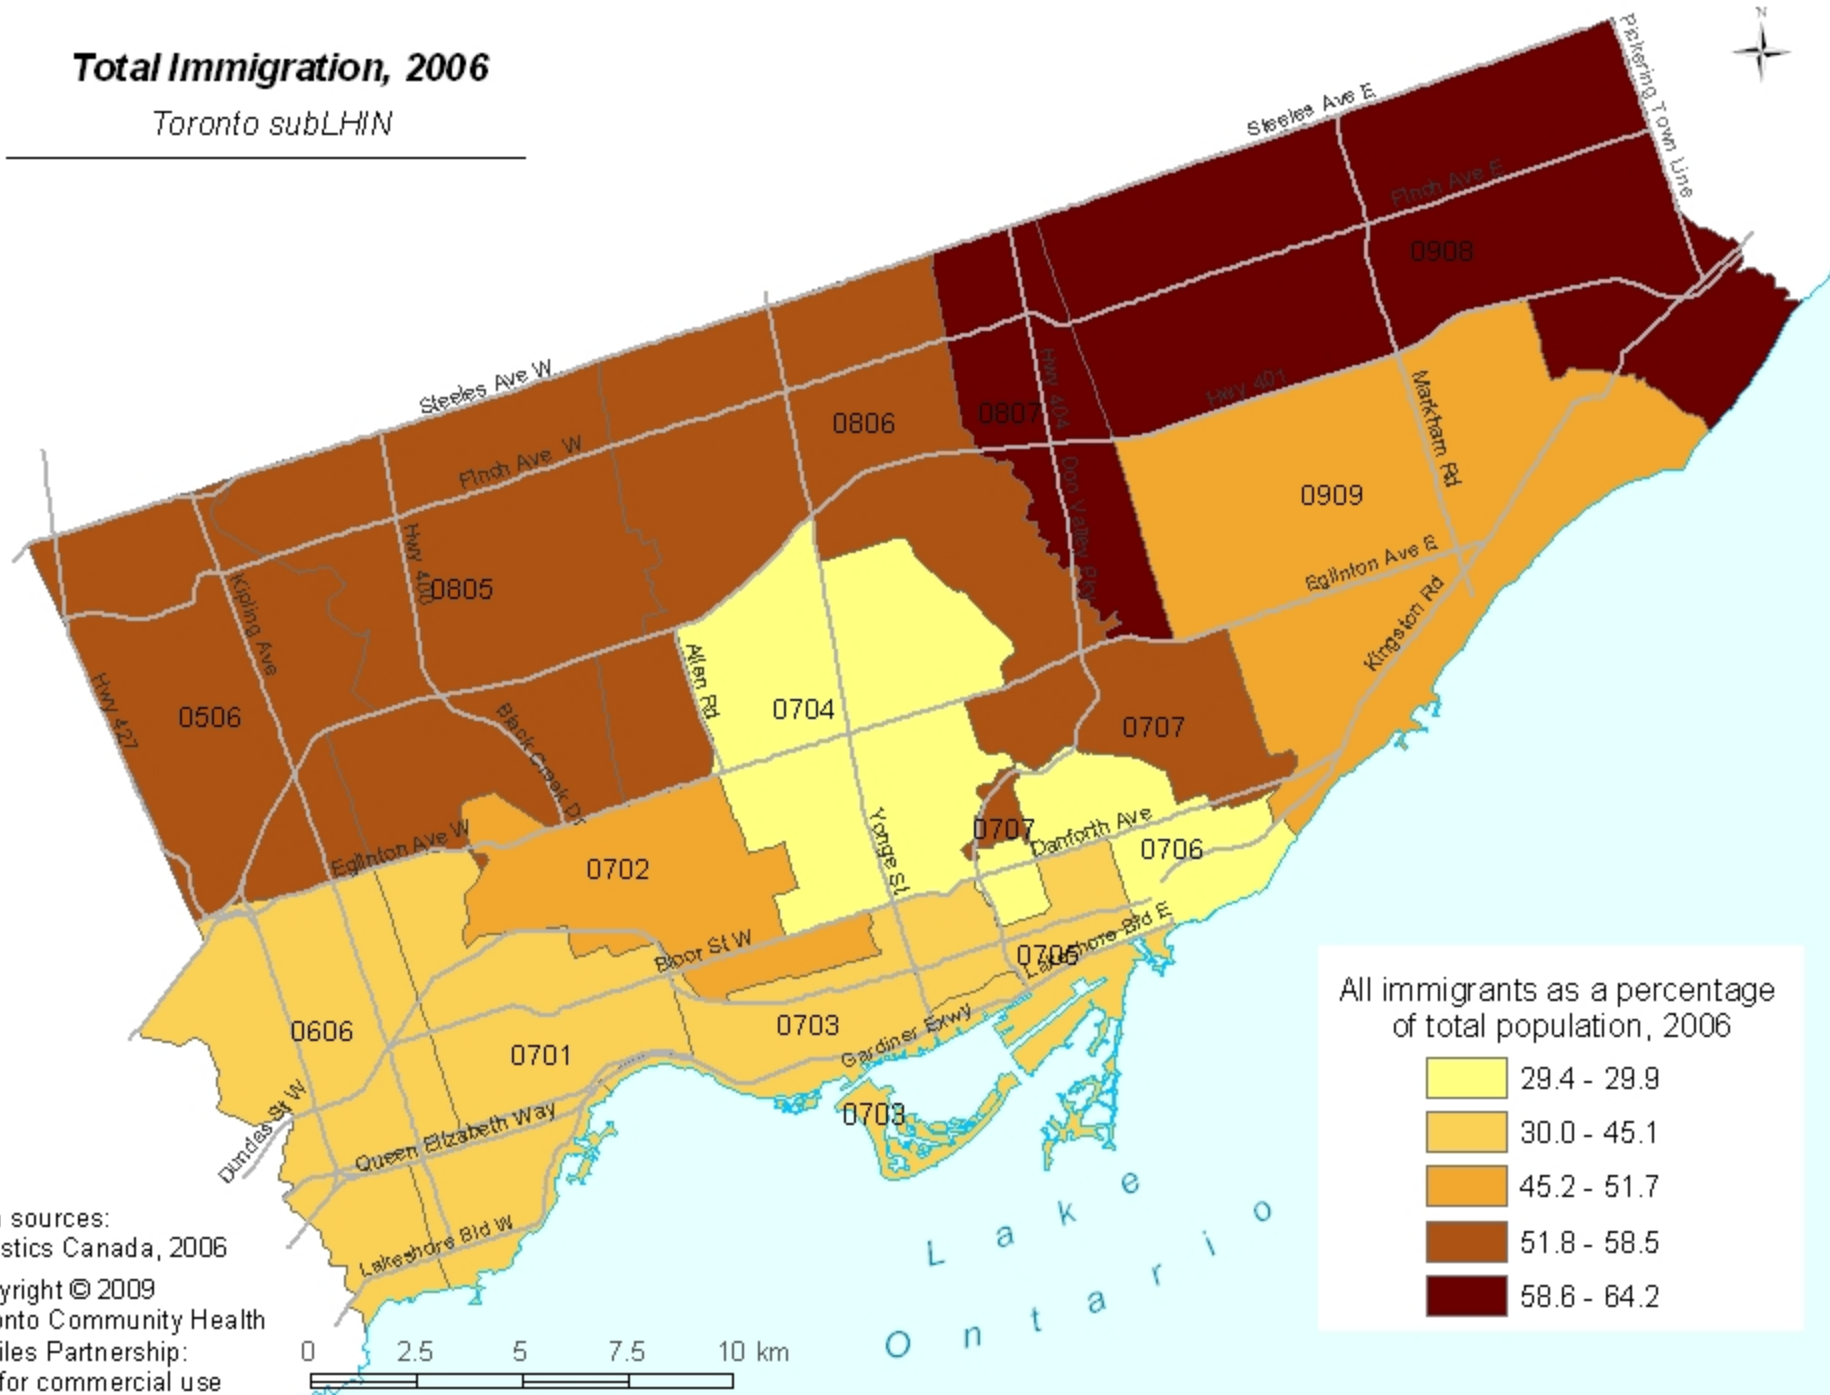 Total Immigration, 2006
Toronto subLHIN
N
Pickering Town Line
Steeles Ave E
Finch Ave E
0908
Steeles Ave W
Finch Ave W
0806
0807
Hwy 404
Hwy 401
Markham Rd
0909
Don Valley Pky
Hwy 400
0805
Kipling Ave
Eglinton Ave E
Kingston Rd
Hwy 427
0506
Black Creek Dr
Allen Rd
0704
0707
Eglinton Ave W
0702
Yonge St
0707
Danforth Ave
0706
Bloor St W
Lakeshore Bld E
0705
0606
0701
0703
Gardiner Exwy
0703
Dundas St W
Queen Elizabeth Way
Lakeshore Bld W
Lake
Ontario
All immigrants as a percentage
of total population, 2006
29.4 - 29.9
30.0 - 45.1
45.2 - 51.7
51.8 - 58.5
58.6 - 64.2
sources:
stics Canada, 2006
yright © 2009
onto Community Health
iles Partnership:
for commercial use
0 2.5 5 7.5 10 km